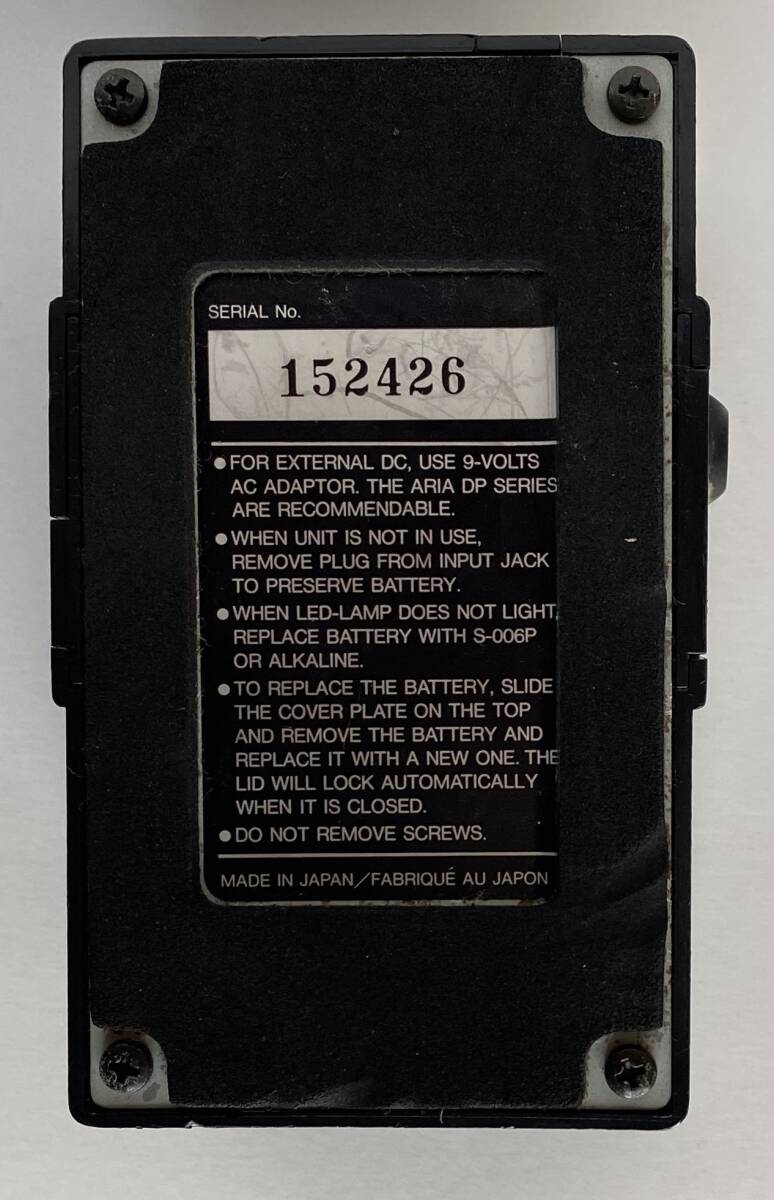 SERIAL No.
152426
● FOR EXTERNAL DC, USE 9-VOLTS
AC ADAPTOR. THE ARIA DP SERIES
ARE RECOMMENDABLE.
● WHEN UNIT IS NOT IN USE,
REMOVE PLUG FROM INPUT JACK
TO PRESERVE BATTERY.
● WHEN LED-LAMP DOES NOT LIGHT,
REPLACE BATTERY WITH S-006P
OR ALKALINE.
● TO REPLACE THE BATTERY, SLIDE
THE COVER PLATE ON THE TOP
AND REMOVE THE BATTERY AND
REPLACE IT WITH A NEW ONE. THE
LID WILL LOCK AUTOMATICALLY
WHEN IT IS CLOSED.
● DO NOT REMOVE SCREWS.
MADE IN JAPAN/FABRIQUÉ AU JAPON